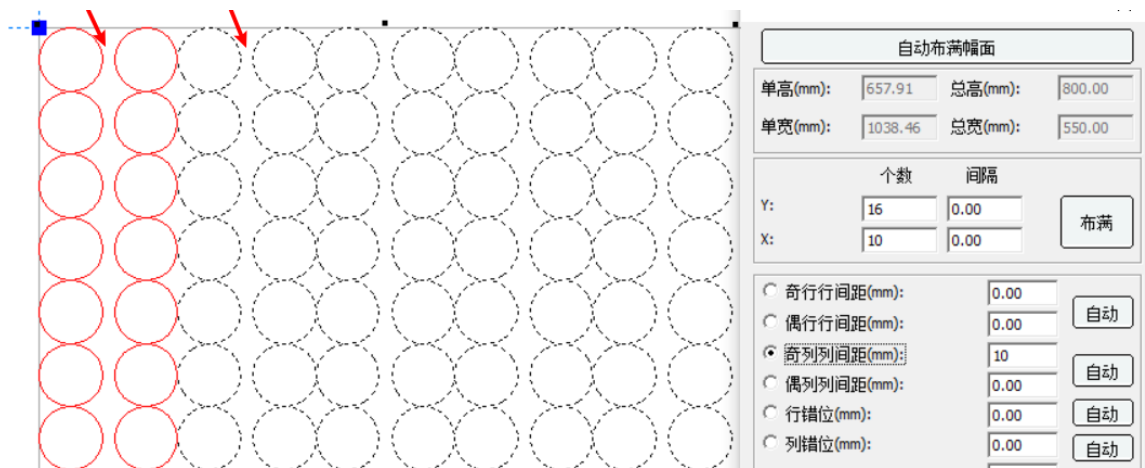 自动布满幅面
单高(mm): 657.91 总高(mm): 800.00
单宽(mm): 1038.46 总宽(mm): 550.00
个数 间隔
Y: 16 0.00
X: 10 0.00
布满
奇行行间距(mm): 0.00
偶行行间距(mm): 0.00
自动
奇列列间距(mm): 10
偶列列间距(mm): 0.00
自动
行错位(mm): 0.00 自动
列错位(mm): 0.00 自动